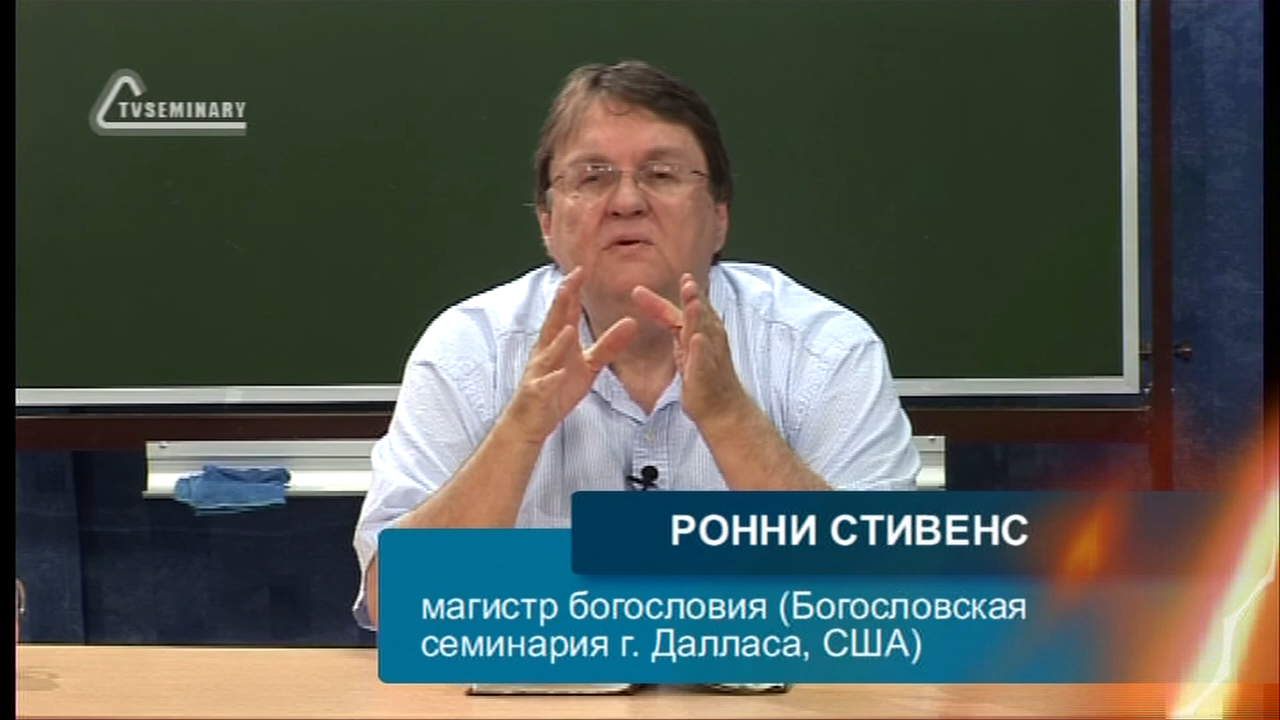 TVSEMINARY
РОННИ СТИВЕНС
магистр богословия (Богословская
семинария г. Далласа, США)